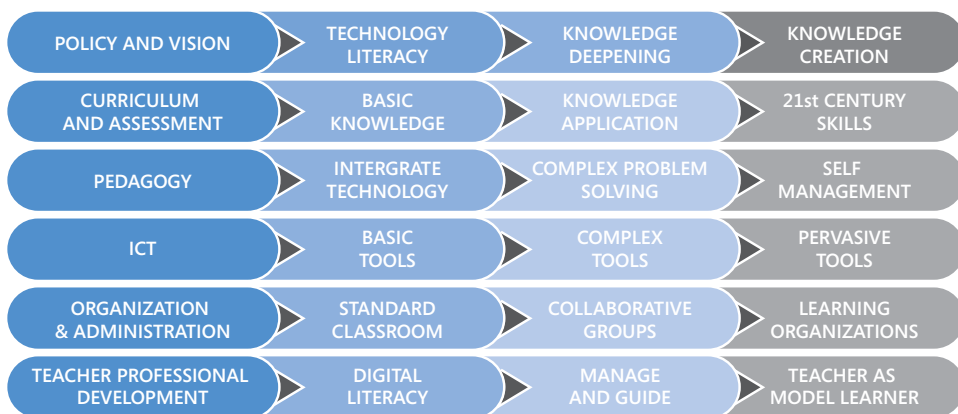 POLICY AND VISION
TECHNOLOGY
LITERACY
KNOWLEDGE
DEEPENING
KNOWLEDGE
CREATION
CURRICULUM
AND ASSESSMENT
BASIC
KNOWLEDGE
KNOWLEDGE
APPLICATION
21st CENTURY
SKILLS
PEDAGOGY
INTERGRATE
TECHNOLOGY
COMPLEX PROBLEM
SOLVING
SELF
MANAGEMENT
ICT
BASIC
TOOLS
COMPLEX
TOOLS
PERVASIVE
TOOLS
ORGANIZATION
& ADMINISTRATION
STANDARD
CLASSROOM
COLLABORATIVE
GROUPS
LEARNING
ORGANIZATIONS
TEACHER PROFESSIONAL
DEVELOPMENT
DIGITAL
LITERACY
MANAGE
AND GUIDE
TEACHER AS
MODEL LEARNER